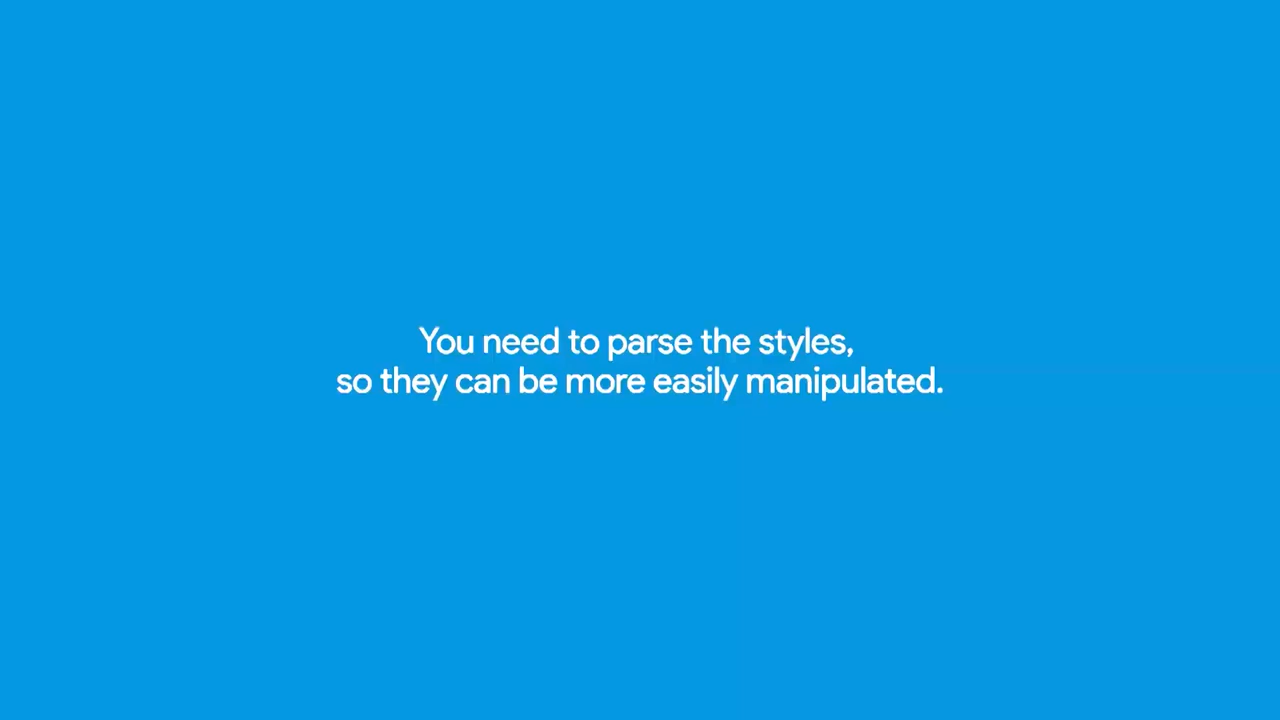 You need to parse the styles,
so they can be more easily manipulated.